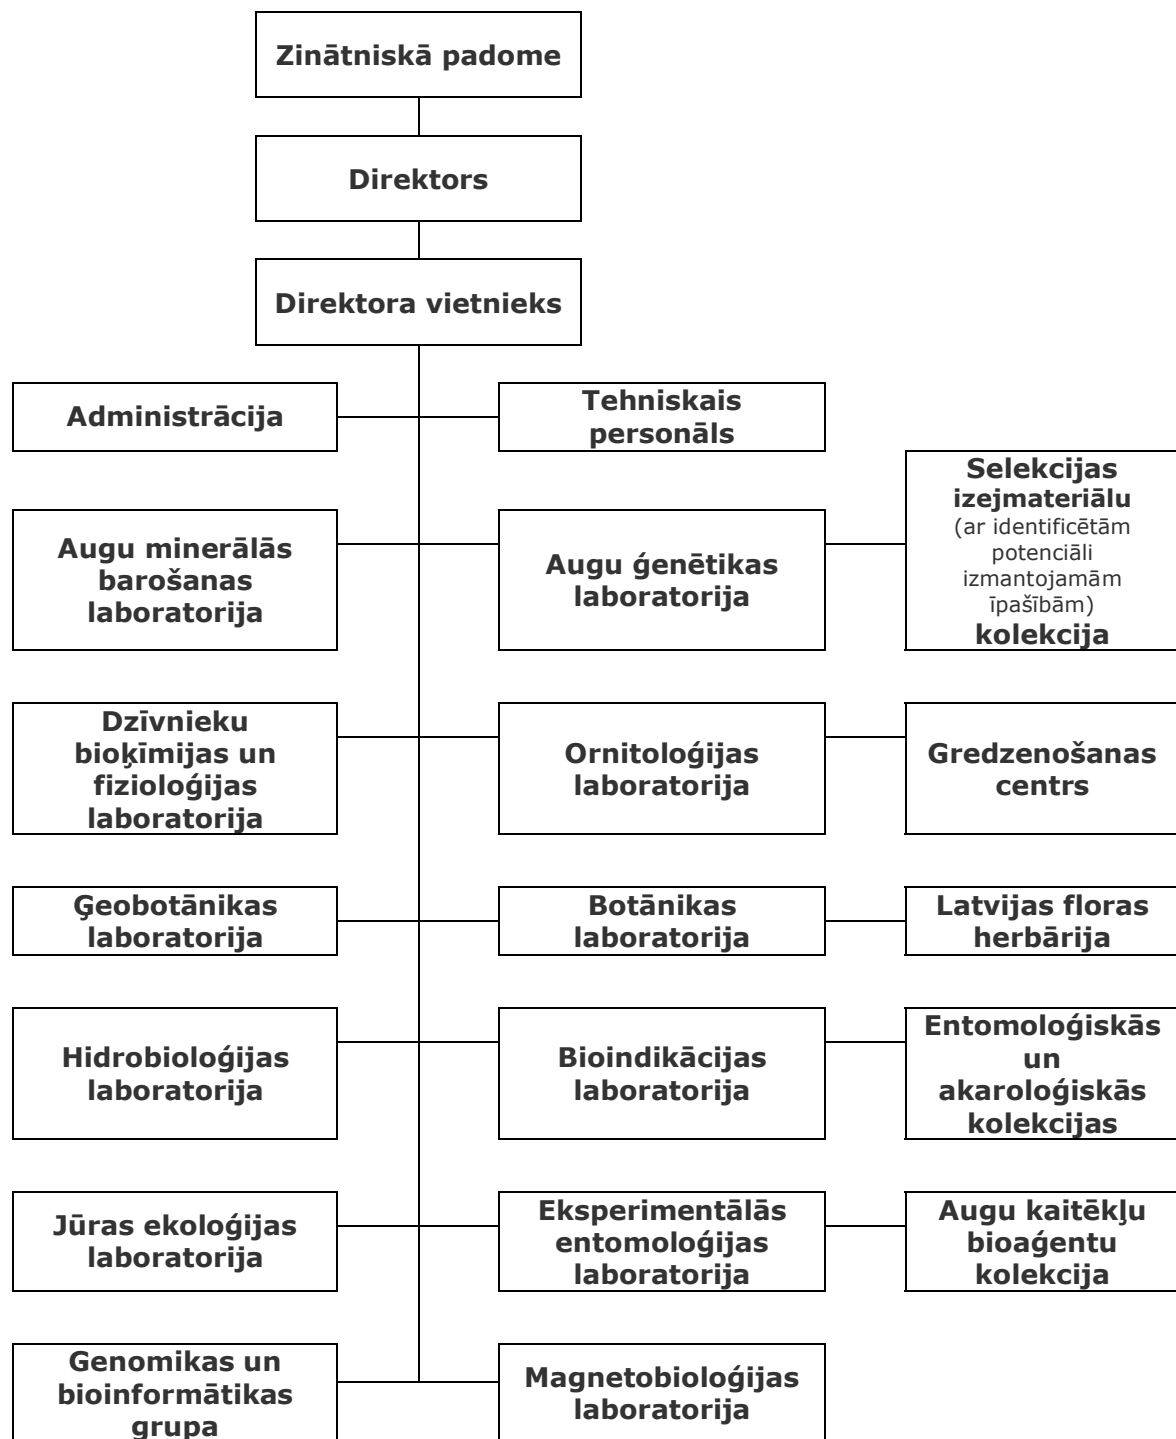 Zinātniskā padome
Direktors
Direktora vietnieks
Administrācija
Tehniskais
personāls
Augu minerālās
barošanas
laboratorija
Augu ģenētikas
laboratorija
Selekcijas
izejmateriālu
(ar identificētām
potenciāli
izmantojamām
īpašībām)
kolekcija
Dzīvnieku
bioķīmijas un
fizioloģijas
laboratorija
Ornitoloģijas
laboratorija
Gredzenošanas
centrs
Ģeobotānikas
laboratorija
Botānikas
laboratorija
Latvijas floras
herbārija
Hidrobioloģijas
laboratorija
Bioindikācijas
laboratorija
Entomoloģiskās
un
akaroloģiskās
kolekcijas
Jūras ekoloģijas
laboratorija
Eksperimentālās
entomoloģijas
laboratorija
Augu kaitēkļu
bioaģentu
kolekcija
Genomikas un
bioinformātikas
grupa
Magnetobioloģijas
laboratorija